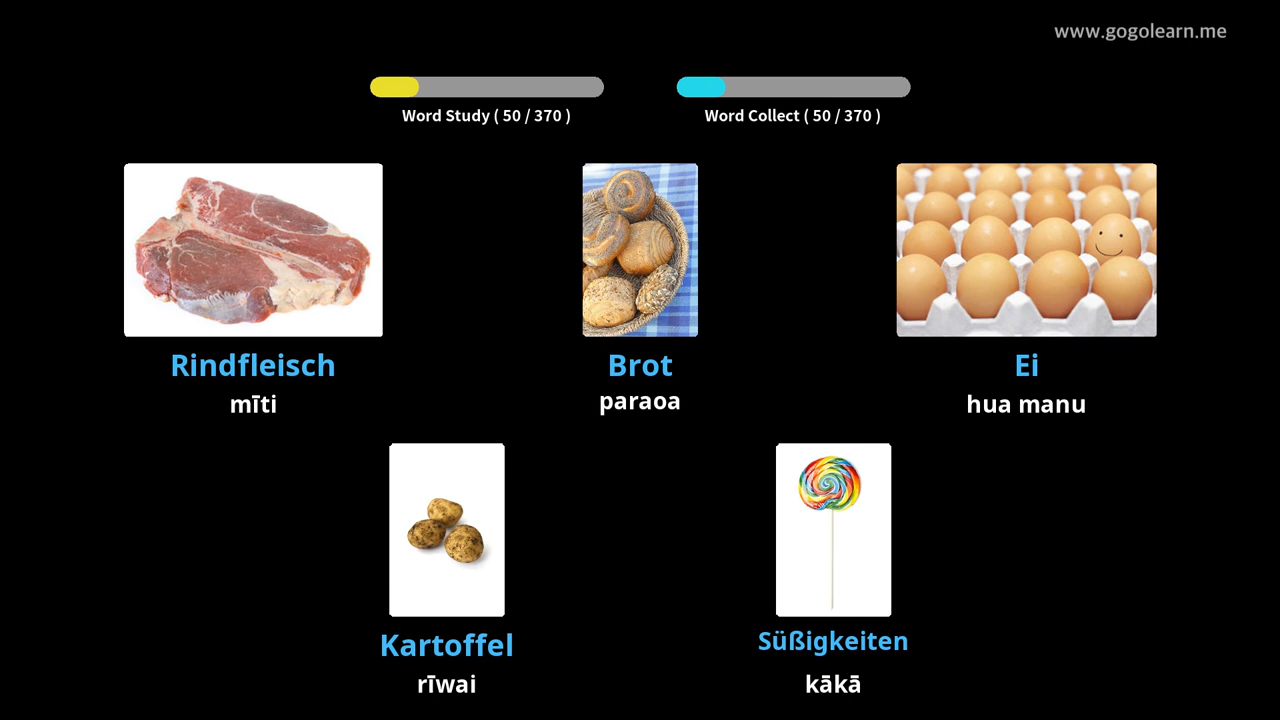 www.gogolearn.me
Word Study ( 50 / 370 )
Word Collect ( 50 / 370 )
Rindfleisch
mīti
Brot
paraoa
Ei
hua manu
Kartoffel
rīwai
Süßigkeiten
kākā